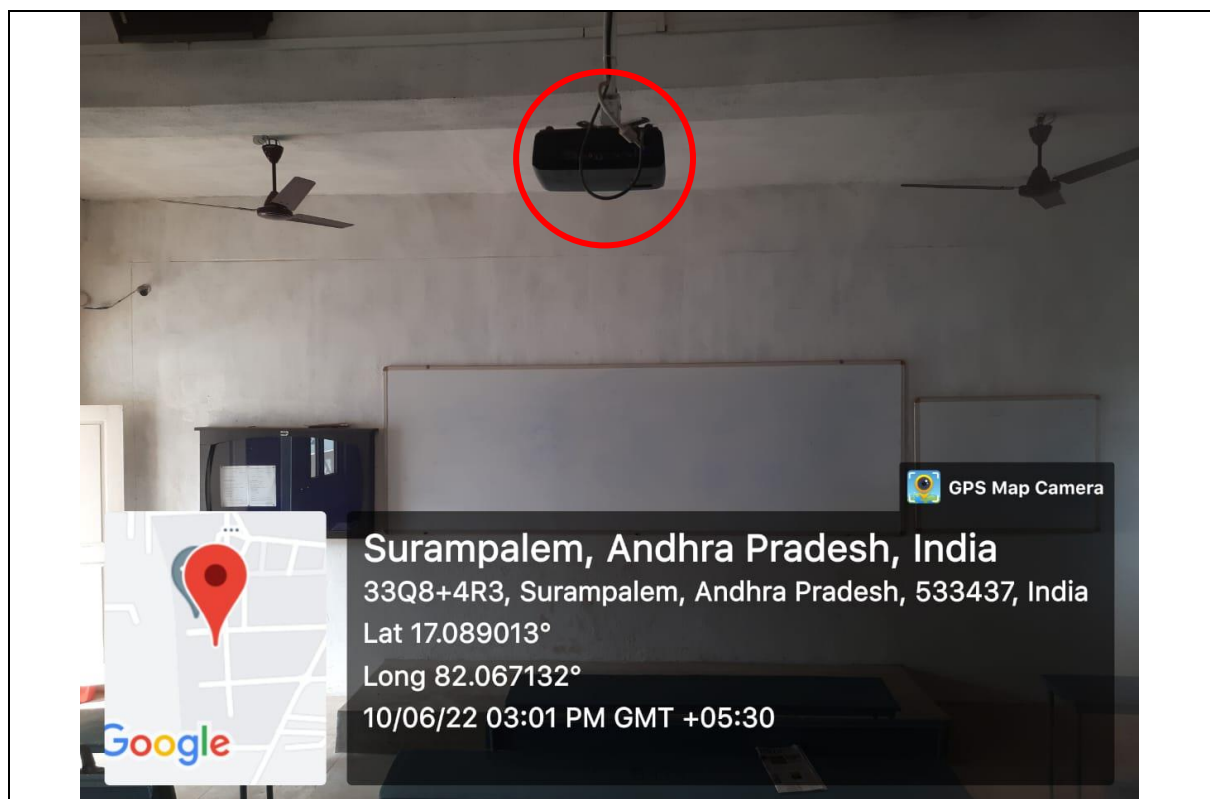 GPS Map Camera
Surampalem, Andhra Pradesh, India
33Q8+4R3, Surampalem, Andhra Pradesh, 533437, India
Lat 17.089013°
Long 82.067132°
10/06/22 03:01 PM GMT +05:30
Google